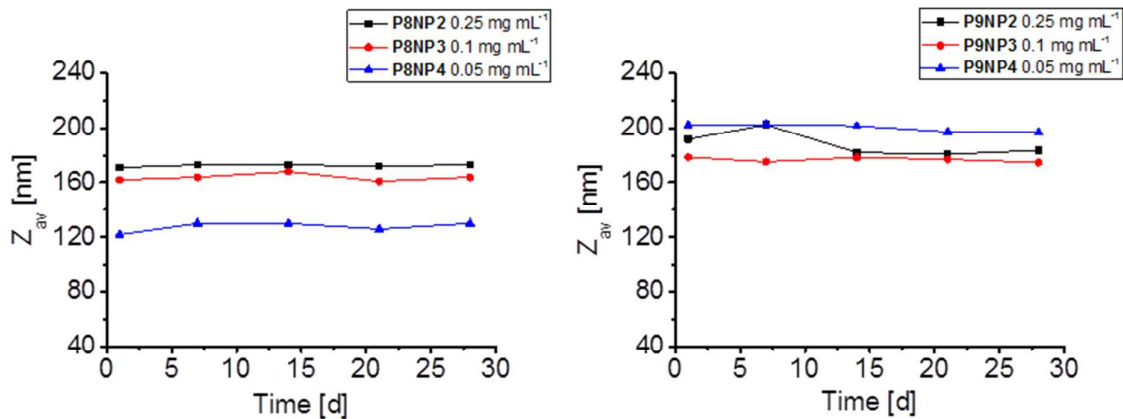 P8NP2 0.25 mg mL⁻¹
P8NP3 0.1 mg mL⁻¹
P8NP4 0.05 mg mL⁻¹
240
200
160
120
80
40
Z_av [nm]
0 5 10 15 20 25 30
Time [d]
P9NP2 0.25 mg mL⁻¹
P9NP3 0.1 mg mL⁻¹
P9NP4 0.05 mg mL⁻¹
240
200
160
120
80
40
Z_av [nm]
0 5 10 15 20 25 30
Time [d]